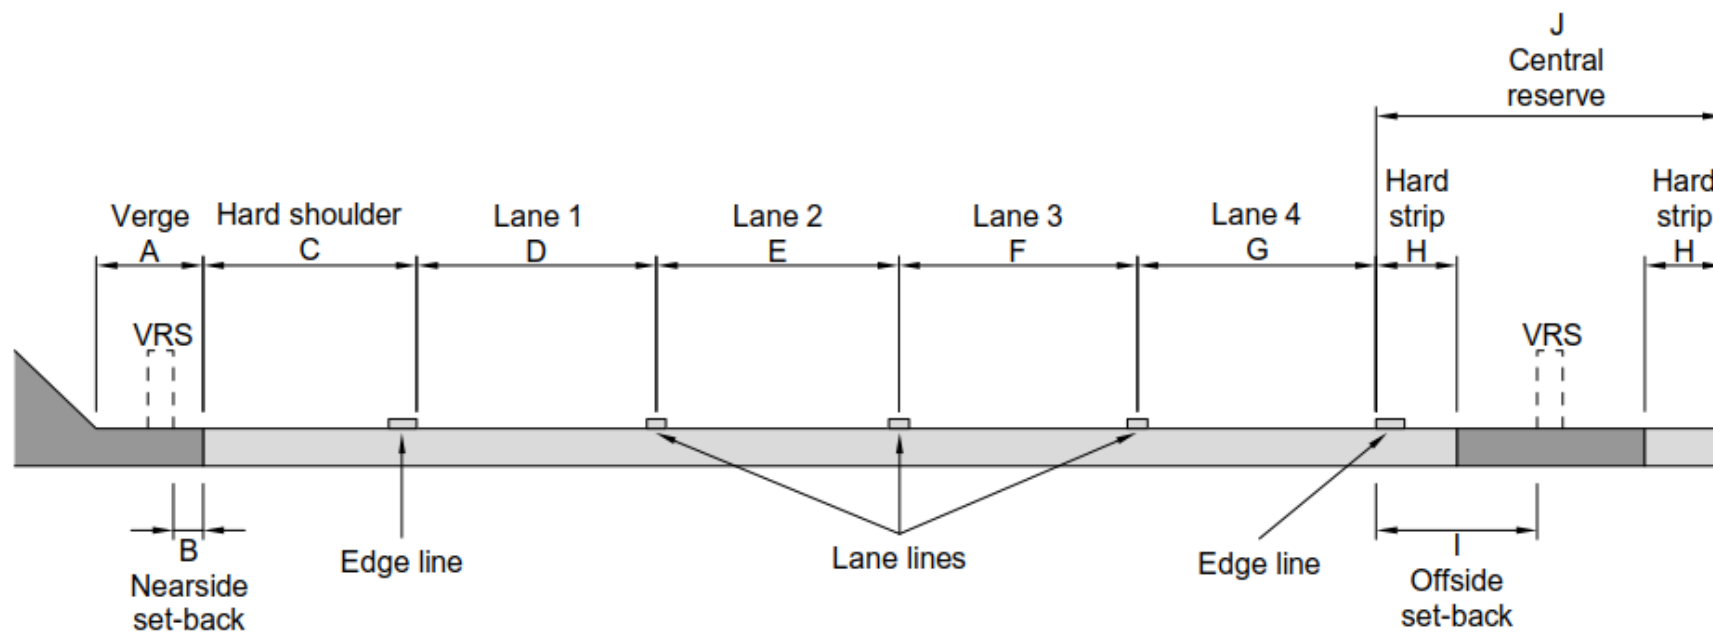 J
Central
reserve
Verge
A
Hard shoulder
C
Lane 1
D
Lane 2
E
Lane 3
F
Lane 4
G
Hard
strip
H
Hard
strip
H
VRS
VRS
B
Nearside
set-back
Edge line
Lane lines
Edge line
I
Offside
set-back